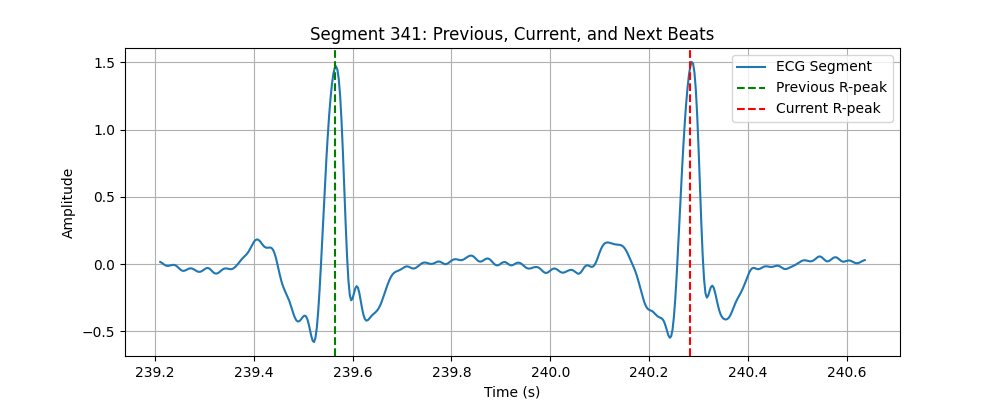 Segment 341: Previous, Current, and Next Beats
ECG Segment
Previous R-peak
Current R-peak
Amplitude
1.5
1.0
0.5
0.0
−0.5
239.2 239.4 239.6 239.8 240.0 240.2 240.4 240.6
Time (s)